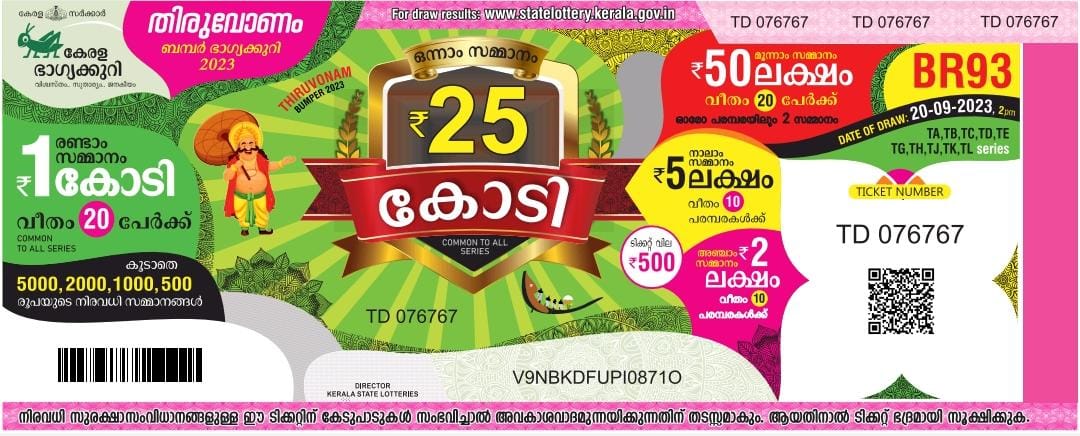 കേരള സർക്കാർ
കേരള
ഭാഗ്യക്കുറി
വിശ്വസ്തം, സുതാര്യം, ജനകീയം
തിരുവോണം
ബമ്പർ ഭാഗ്യക്കുറി
2023
For draw results: www.statelottery.kerala.gov.in
TD 076767
TD 076767
TD 076767
THIRUVONAM
BUMPER 2023
ഒന്നാം സമ്മാനം
₹25
കോടി
COMMON TO ALL
SERIES
രണ്ടാം
സമ്മാനം
₹1കോടി
വീതം 20 പേർക്ക്
COMMON
TO ALL SERIES
കൂടാതെ
5000,2000,1000,500
രൂപയുടെ നിരവധി സമ്മാനങ്ങൾ
മൂന്നാം സമ്മാനം
₹50 ലക്ഷം
വീതം 20 പേർക്ക്
ഓരോ പരമ്പരയിലും 2 സമ്മാനം
നാലാം
സമ്മാനം
₹5ലക്ഷം
വീതം 10
പരമ്പരകൾക്ക്
ടിക്കറ്റ് വില
₹500
അഞ്ചാം
സമ്മാനം ₹2
ലക്ഷം
വീതം 10
പരമ്പരകൾക്ക്
BR93
DATE OF DRAW: 20-09-2023, 2pm
TA,TB,TC,TD,TE
TG,TH,TJ,TK,TL series
TICKET NUMBER
TD 076767
TD 076767
V9NBKDFUPI0871O
DIRECTOR
KERALA STATE LOTTERIES
നിരവധി സുരക്ഷാസംവിധാനങ്ങളുള്ള ഈ ടിക്കറ്റിന് കേടുപാടുകൾ സംഭവിച്ചാൽ അവകാശവാദമുന്നയിക്കുന്നതിന് തടസ്സമാകും. ആയതിനാൽ ടിക്കറ്റ് ഭദ്രമായി സൂക്ഷിക്കുക.